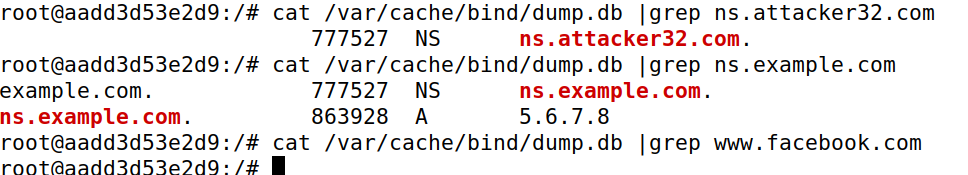 root@aadd3d53e2d9:/# cat /var/cache/bind/dump.db |grep ns.attacker32.com
777527 NS ns.attacker32.com.
root@aadd3d53e2d9:/# cat /var/cache/bind/dump.db |grep ns.example.com
example.com. 777527 NS ns.example.com.
ns.example.com. 863928 A 5.6.7.8
root@aadd3d53e2d9:/# cat /var/cache/bind/dump.db |grep www.facebook.com
root@aadd3d53e2d9:/#